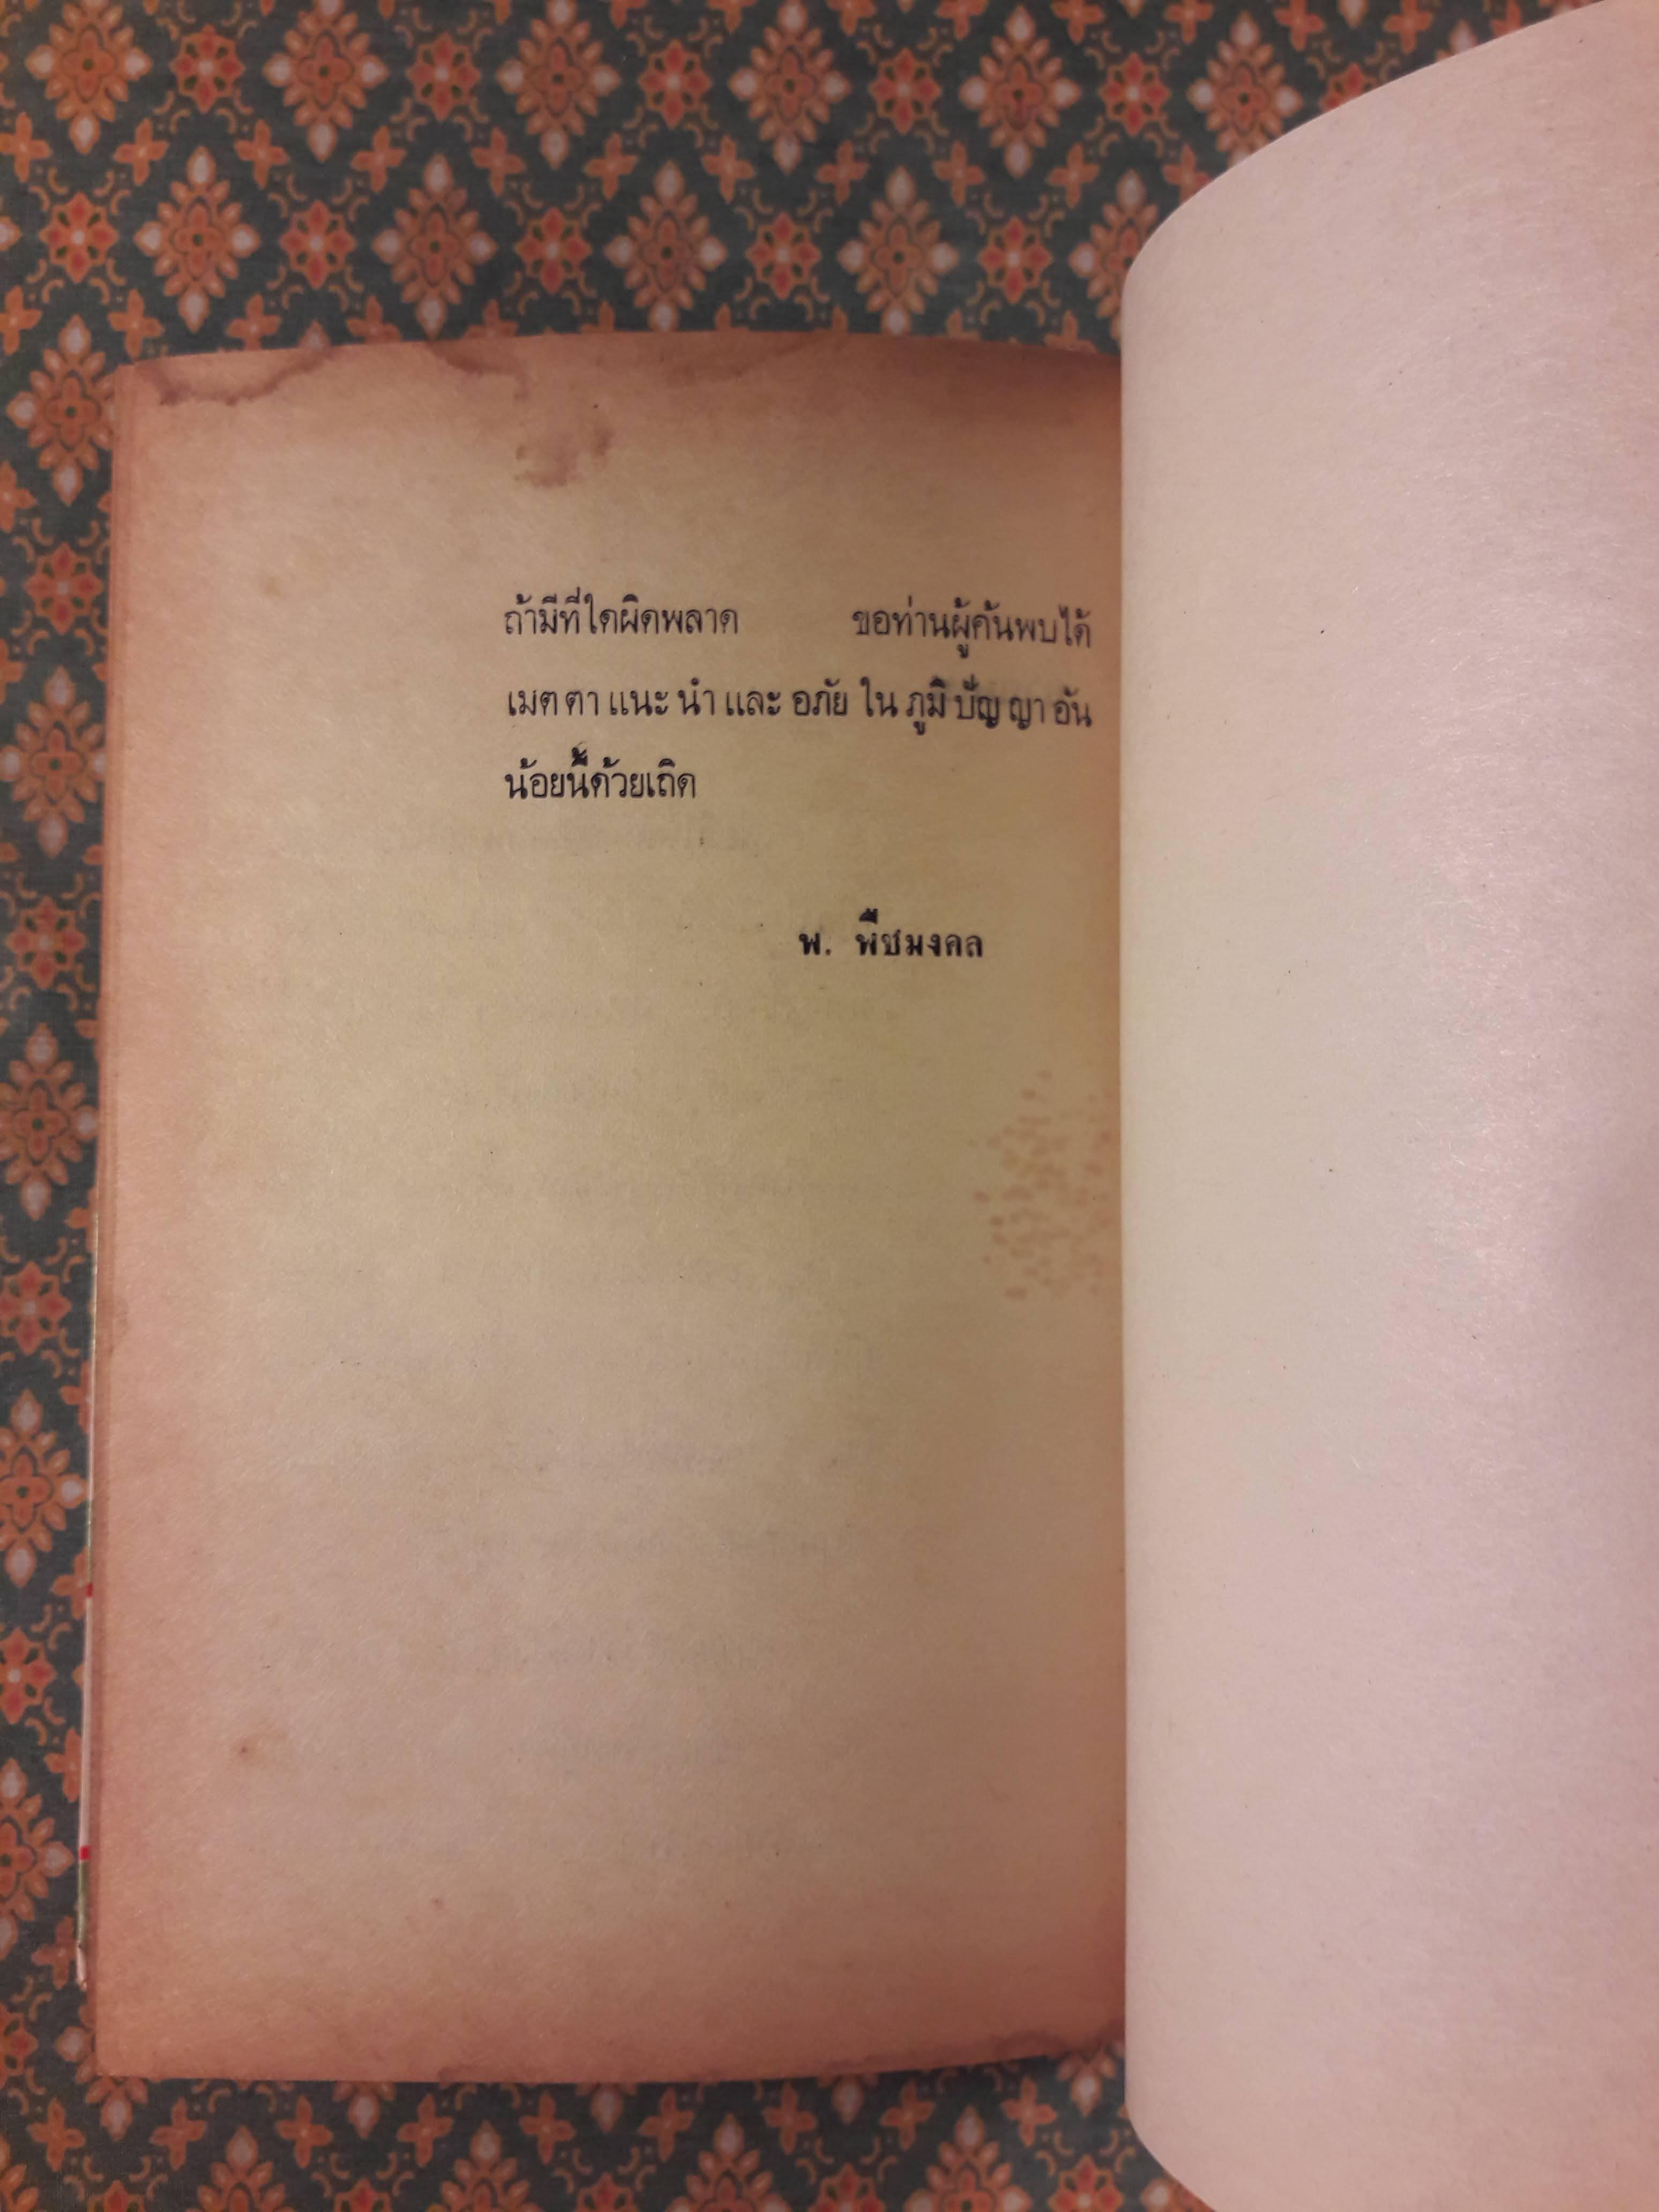 ถ้ามีที่ใดผิดพลาด ขอท่านผู้ค้นพบได้
เมตตาแนะนำและอภัยในภูมิปัญญาอัน
น้อยนี้ด้วยเถิด
พ. พืชมงคล